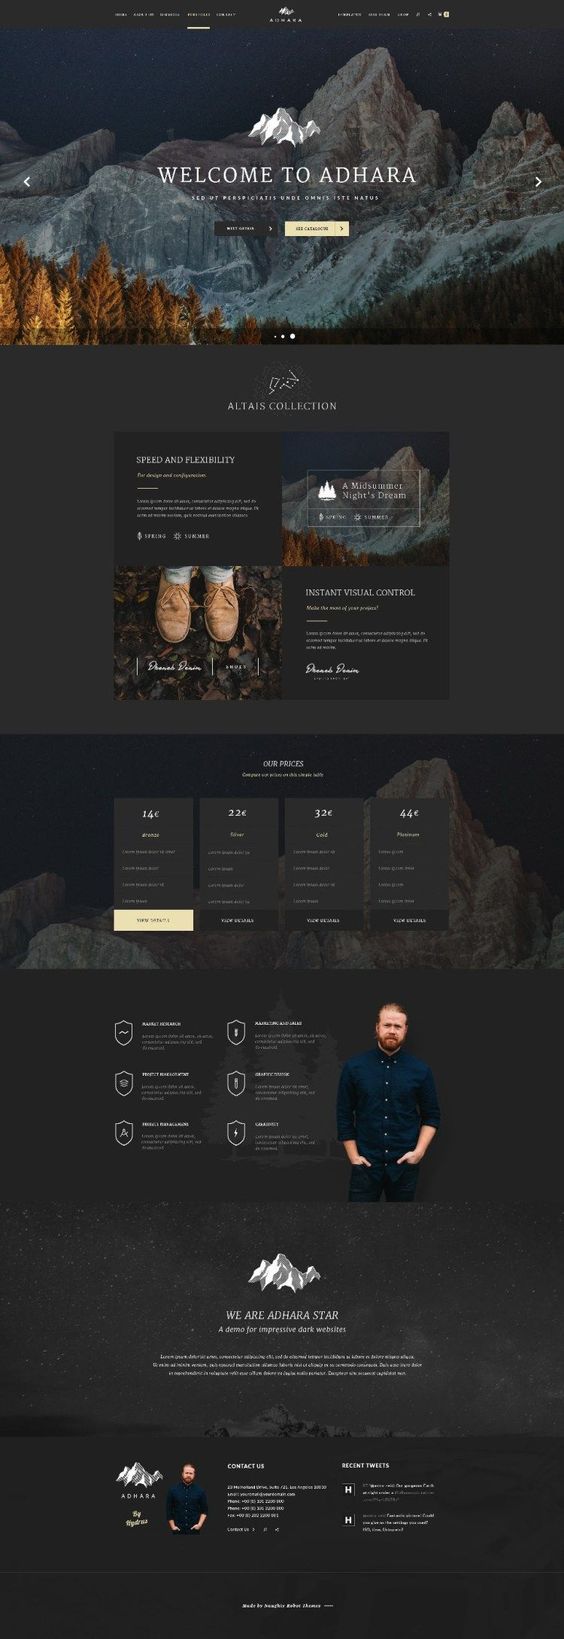 HOME ABOUT US SERVICES PORTFOLIO CONTACT
ADHARA
TEMPLATES SHOP
WELCOME TO ADHARA
SED UT PERSPICIATIS UNDE OMNIS ISTE NATUS
SEE CATALOGUE
ALTAIS COLLECTION
SPEED AND FLEXIBILITY
For design and configuration.
Lorem ipsum dolor sit amet, consectetur adipiscing elit, sed do
eiusmod tempor incididunt ut labore et dolore magna aliqua. Ut
enim ad minim veniam, quis nostrud exercitation ullamco
SPRING SUMMER
A Midsummer
Night's Dream
SPRING SUMMER
Denim
SHOES
INSTANT VISUAL CONTROL
Make the most of your project!
Lorem ipsum dolor sit amet, consectetur adipiscing elit, sed do
eiusmod tempor incididunt ut labore et dolore magna aliqua. Ut
enim ad minim.
Denim
OUR PRICES
Compare our prices on this simple table
14€ 22€ 32€ 44€
Bronze Silver Gold Platinum
Lorem ipsum dolor sit amet Lorem ipsum dolor sit Lorem ipsum dolor sit Lorem ipsum
Lorem ipsum dolor Lorem ipsum Lorem ipsum dolor Lorem ipsum dolor
Lorem ipsum dolor sit Lorem ipsum dolor Lorem ipsum dolor sit Lorem ipsum
Lorem ipsum Lorem ipsum dolor sit Lorem ipsum Lorem ipsum dolor
VIEW DETAILS VIEW DETAILS VIEW DETAILS VIEW DETAILS
MARKET RESEARCH
Lorem ipsum dolor sit amet,
consectetur adipiscing elit, sed
do eiusmod.
MARKETING AND SALES
Lorem ipsum dolor sit amet,
consectetur adipiscing elit, sed
do eiusmod.
PROJECT MANAGEMENT
Lorem ipsum dolor sit amet,
consectetur adipiscing elit, sed
do eiusmod.
GRAPHIC DESIGN
Lorem ipsum dolor sit amet,
consectetur adipiscing elit, sed
do eiusmod.
PROJECT MANAGEMENT
Lorem ipsum dolor sit amet,
consectetur adipiscing elit, sed
do eiusmod.
CREATIVITY
Lorem ipsum dolor sit amet,
consectetur adipiscing elit, sed
do eiusmod.
WE ARE ADHARA STAR
A demo for impressive dark websites
Lorem ipsum dolor sit amet, consectetur adipiscing elit, sed do eiusmod tempor incididunt ut labore et dolore magna aliqua.
Ut enim ad minim veniam, quis nostrud exercitation ullamco laboris nisi ut aliquip ex ea commodo consequat. Duis aute irure dolor
in reprehenderit in voluptate velit esse cillum dolore eu fugiat nulla pariatur. Excepteur sint occaecat cupidatat non.
ADHARA
By
Hydrus
CONTACT US
Mulholland Drive, Suite 721, Los Angeles
Email: youremail@yourdomain.com
Phone:
Phone:
Fax:
Contact Us
RECENT TWEETS
H
H
Made by Naughty Robot Themes